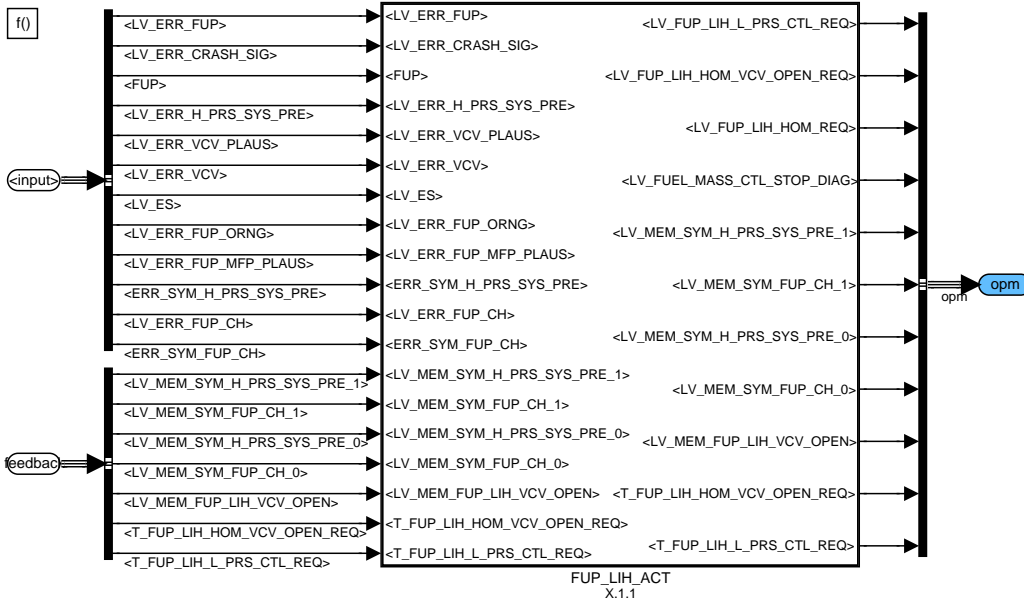 f()
<input>
feedbac
<LV_ERR_FUP>
<LV_ERR_CRASH_SIG>
<FUP>
<LV_ERR_H_PRS_SYS_PRE>
<LV_ERR_VCV_PLAUS>
<LV_ERR_VCV>
<LV_ES>
<LV_ERR_FUP_ORNG>
<LV_ERR_FUP_MFP_PLAUS>
<ERR_SYM_H_PRS_SYS_PRE>
<LV_ERR_FUP_CH>
<ERR_SYM_FUP_CH>
<LV_MEM_SYM_H_PRS_SYS_PRE_1>
<LV_MEM_SYM_FUP_CH_1>
<LV_MEM_SYM_H_PRS_SYS_PRE_0>
<LV_MEM_SYM_FUP_CH_0>
<LV_MEM_FUP_LIH_VCV_OPEN>
<T_FUP_LIH_HOM_VCV_OPEN_REQ>
<T_FUP_LIH_L_PRS_CTL_REQ>
<LV_ERR_FUP>
<LV_ERR_CRASH_SIG>
<FUP>
<LV_ERR_H_PRS_SYS_PRE>
<LV_ERR_VCV_PLAUS>
<LV_ERR_VCV>
<LV_ES>
<LV_ERR_FUP_ORNG>
<LV_ERR_FUP_MFP_PLAUS>
<ERR_SYM_H_PRS_SYS_PRE>
<LV_ERR_FUP_CH>
<ERR_SYM_FUP_CH>
<LV_MEM_SYM_H_PRS_SYS_PRE_1>
<LV_MEM_SYM_FUP_CH_1>
<LV_MEM_SYM_H_PRS_SYS_PRE_0>
<LV_MEM_SYM_FUP_CH_0>
<LV_MEM_FUP_LIH_VCV_OPEN>
<T_FUP_LIH_HOM_VCV_OPEN_REQ>
<T_FUP_LIH_L_PRS_CTL_REQ>
<LV_FUP_LIH_L_PRS_CTL_REQ>
<LV_FUP_LIH_HOM_VCV_OPEN_REQ>
<LV_FUP_LIH_HOM_REQ>
<LV_FUEL_MASS_CTL_STOP_DIAG>
<LV_MEM_SYM_H_PRS_SYS_PRE_1>
<LV_MEM_SYM_FUP_CH_1>
<LV_MEM_SYM_H_PRS_SYS_PRE_0>
<LV_MEM_SYM_FUP_CH_0>
<LV_MEM_FUP_LIH_VCV_OPEN>
<T_FUP_LIH_HOM_VCV_OPEN_REQ>
<T_FUP_LIH_L_PRS_CTL_REQ>
opm
opm
FUP_LIH_ACT
X.1.1